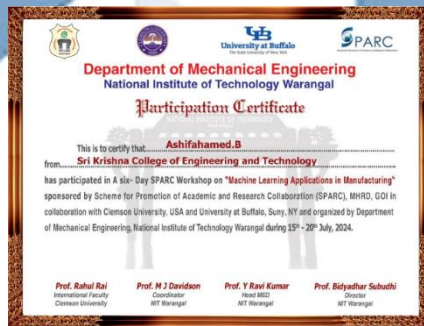 University at Buffalo
The State University of New York
SPARC
Department of Mechanical Engineering
National Institute of Technology Warangal
Participation Certificate
This is to certify that Ashifahamed.B
from Sri Krishna College of Engineering and Technology
has participated in A six- Day SPARC Workshop on "Machine Learning Applications in Manufacturing"
sponsored by Scheme for Promotion of Academic and Research Collaboration (SPARC), MHRD, GOI in
collaboration with Clemson University, USA and University at Buffalo, Suny, NY and organized by Department
of Mechanical Engineering, National Institute of Technology Warangal during 15th - 20th July, 2024.
Prof. Rahul Rai Prof. M J Davidson Prof. Y Ravi Kumar Prof. Bidyadhar Subudhi
International Faculty Coordinator Head MED Director
Clemson University NIT Warangal NIT Warangal NIT Warangal